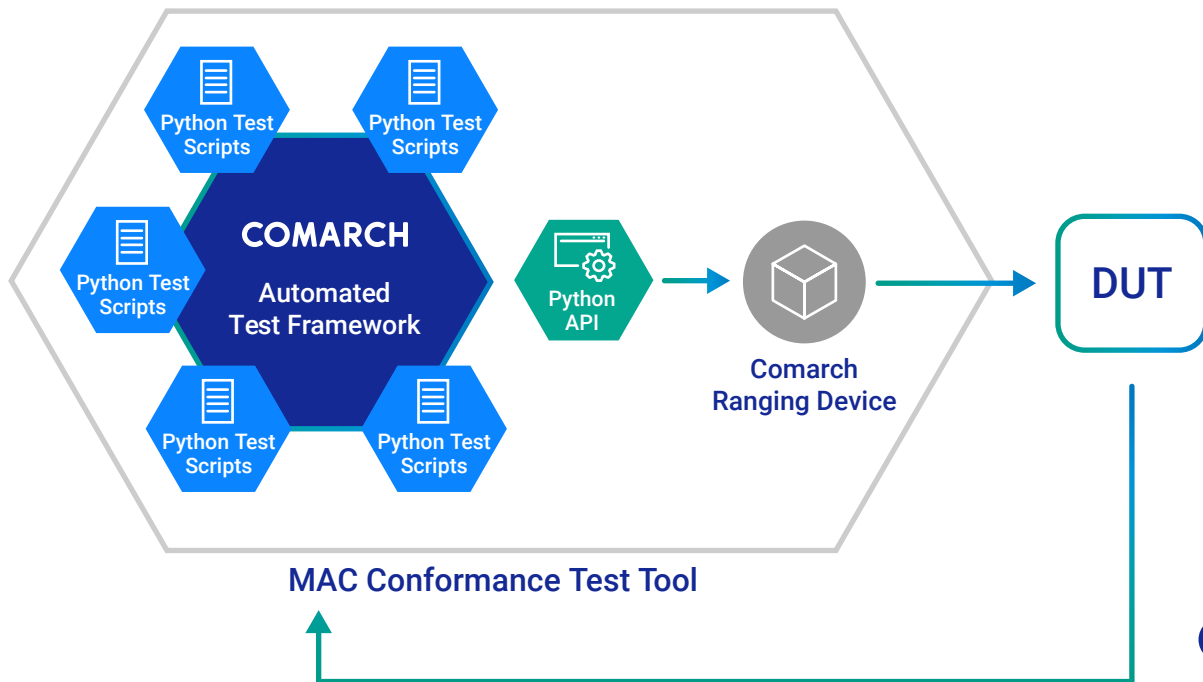 Python Test
Scripts
Python Test
Scripts
Python Test
Scripts
COMARCH
Automated
Test Framework
Python Test
Scripts
Python Test
Scripts
Python
API
Comarch
Ranging Device
DUT
MAC Conformance Test Tool